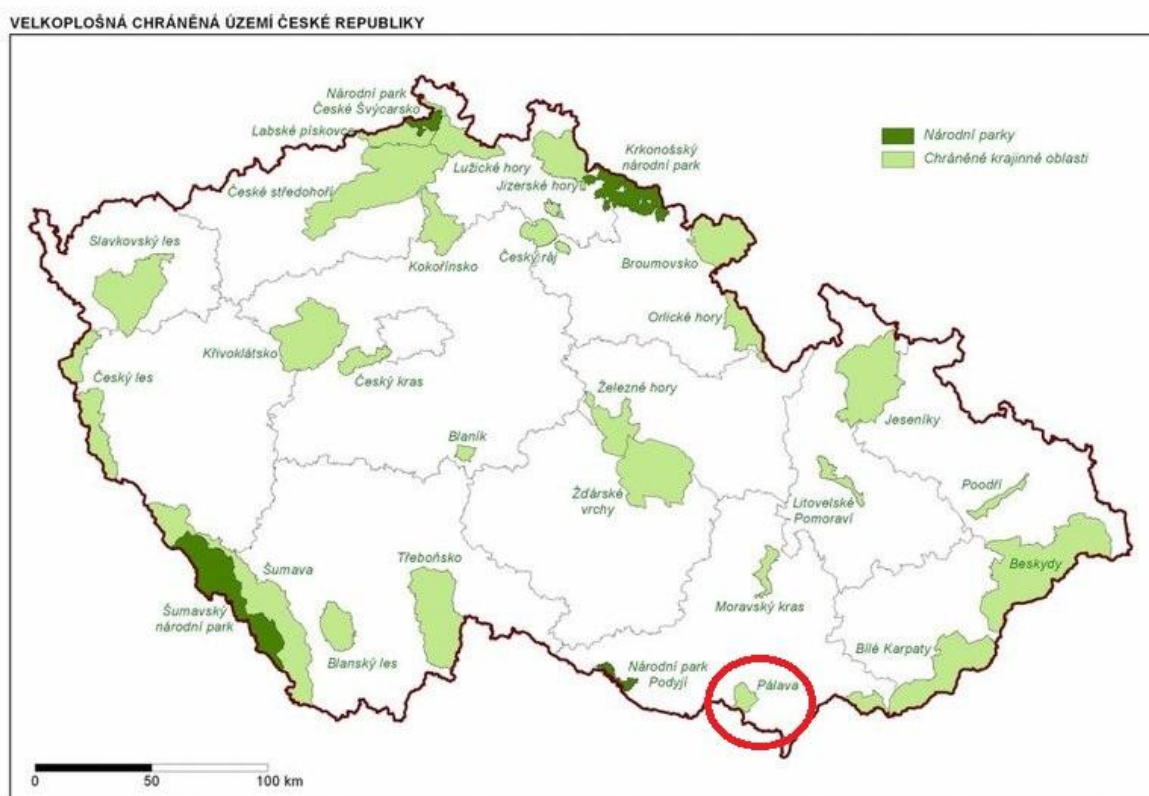 VELKOPLOŠNÁ CHRÁNĚNÁ ÚZEMÍ ČESKÉ REPUBLIKY
Národní park
České Švýcarsko
Labské pískovce
Lužické hory
Jizerské hory
Krkonošský
národní park
Národní parky
Chráněné krajinné oblasti
České středohoří
Slavkovský les
Kokořínsko
Český ráj
Broumovsko
Orlické hory
Křivoklátsko
Český kras
Český les
Železné hory
Jeseníky
Blaník
Žďárské
vrchy
Litovelské
Pomoraví
Poodří
Třeboňsko
Šumava
Beskydy
Moravský kras
Šumavský
národní park
Blanský les
Bílé Karpaty
Národní park
Podyjí
Pálava
0 50 100 km